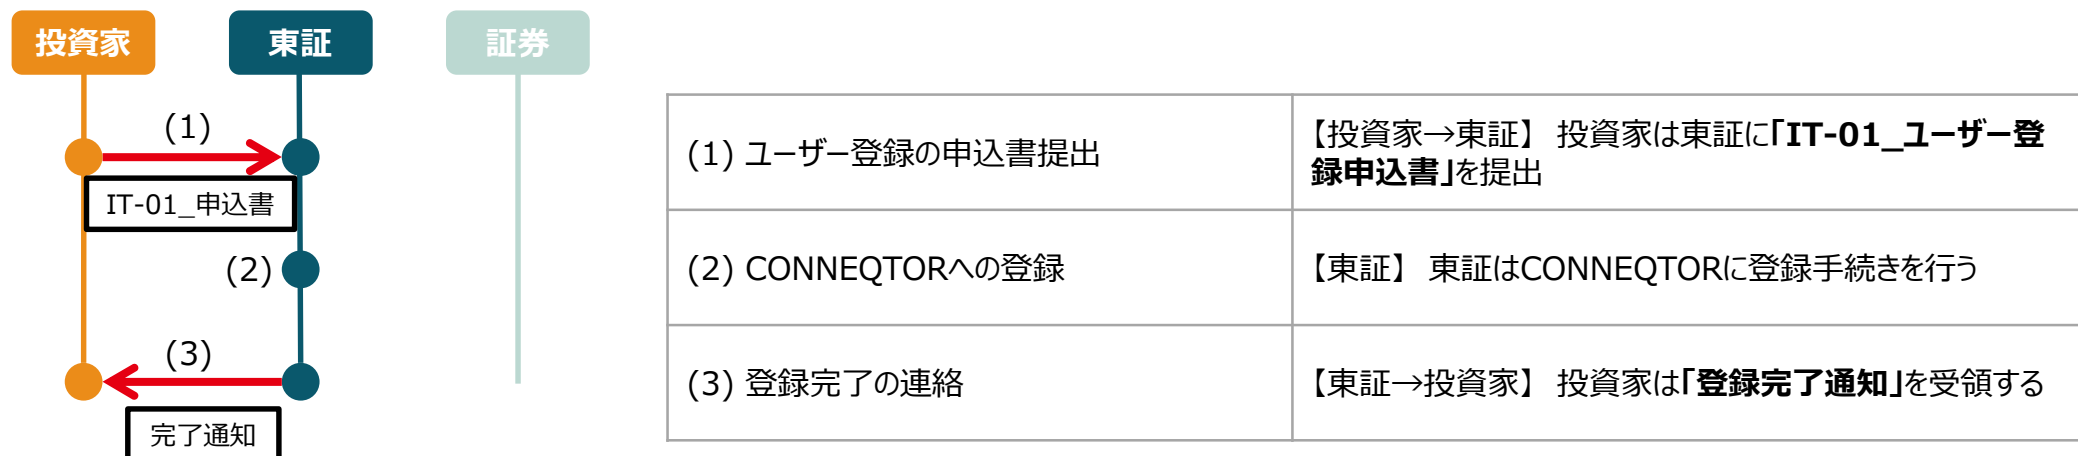 投資家
東証
証券
(1)
IT-01_申込書
(2)
(3)
完了通知
(1) ユーザー登録の申込書提出
【投資家→東証】 投資家は東証に「IT-01_ユーザー登
録申込書」を提出
(2) CONNEQTORへの登録
【東証】 東証はCONNEQTORに登録手続きを行う
(3) 登録完了の連絡
【東証→投資家】 投資家は「登録完了通知」を受領する